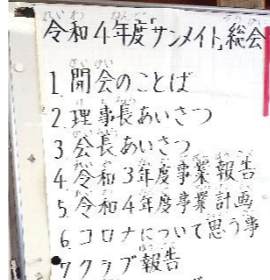 令和4年度「サンメイト」総会
1.開会のことば
2.理事長あいさつ
3.会長あいさつ
4.令和3年度事業報告
5.令和4年度事業計画
6.コロナについて思う事
7.クラブ報告